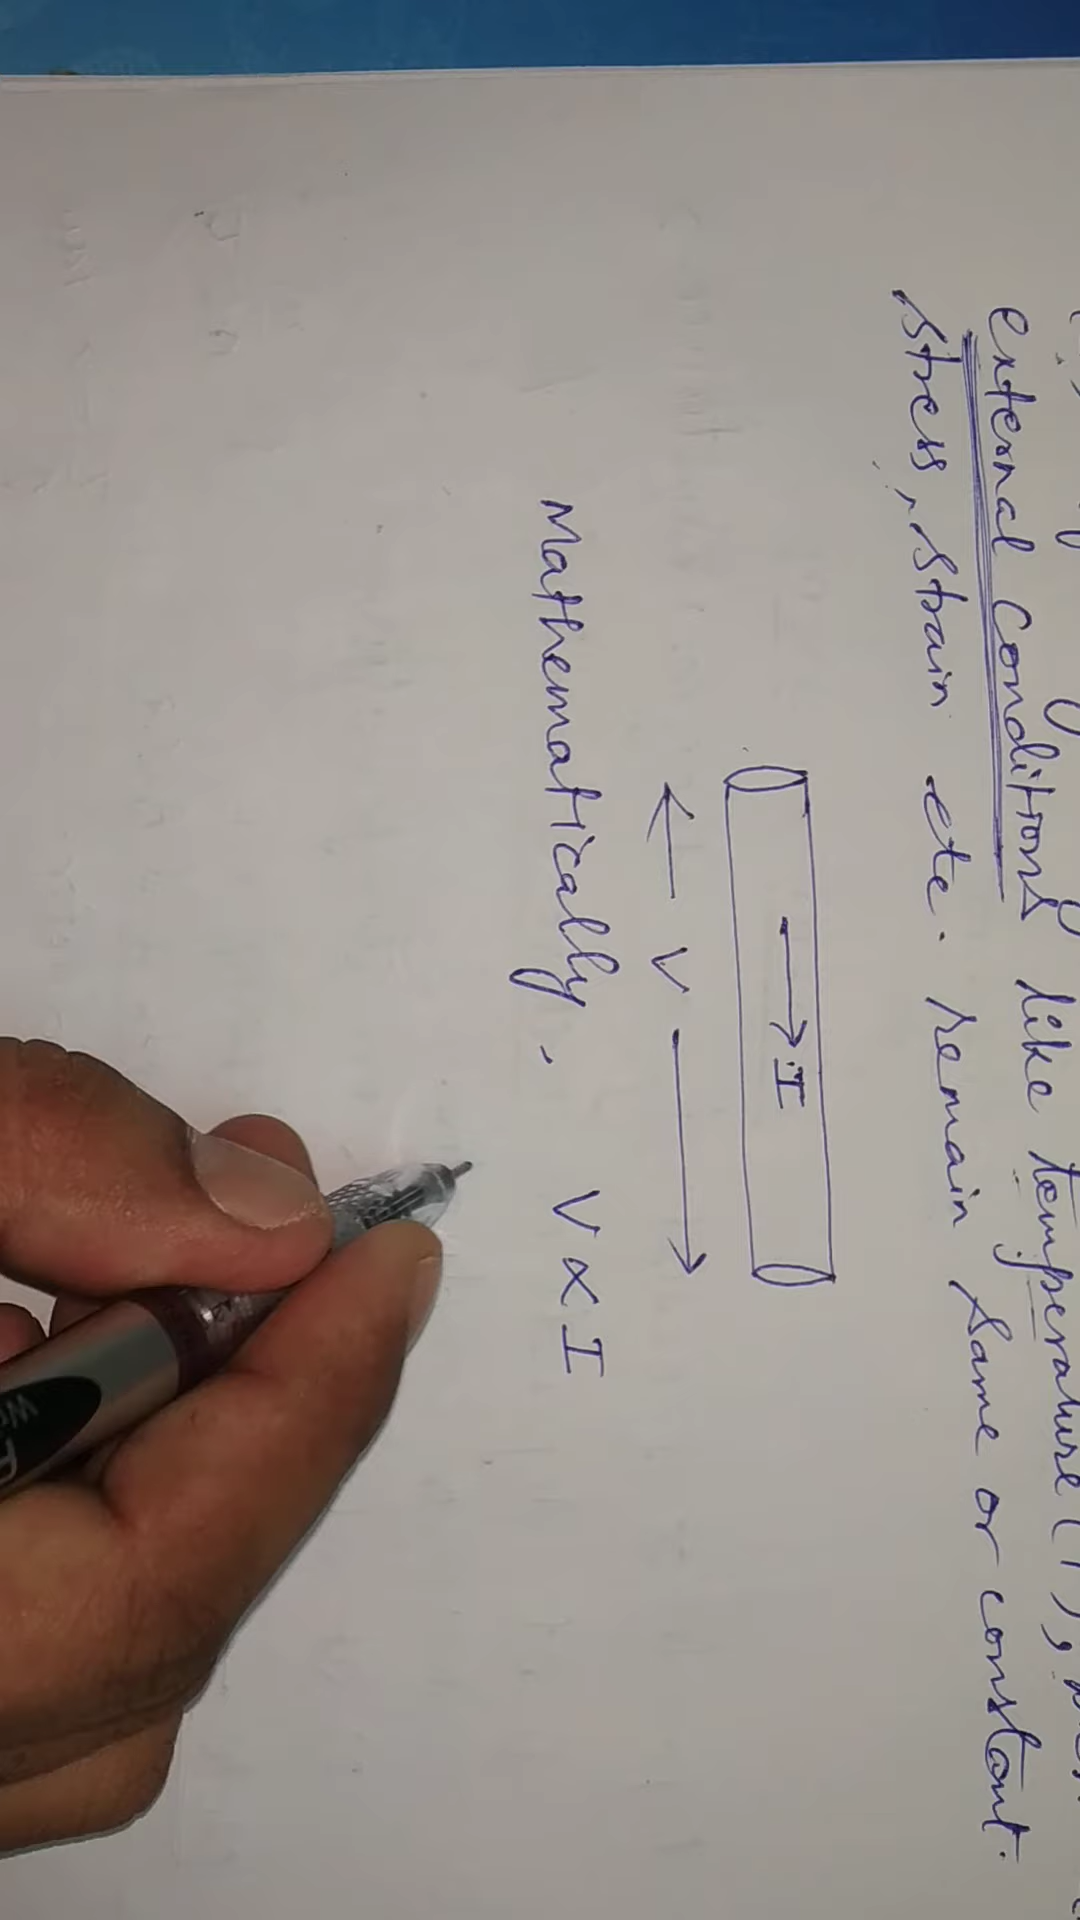 external conditions like temperature (T),
stress, strain etc. remain same or constant.
I
V
Mathematically, V ∝ I